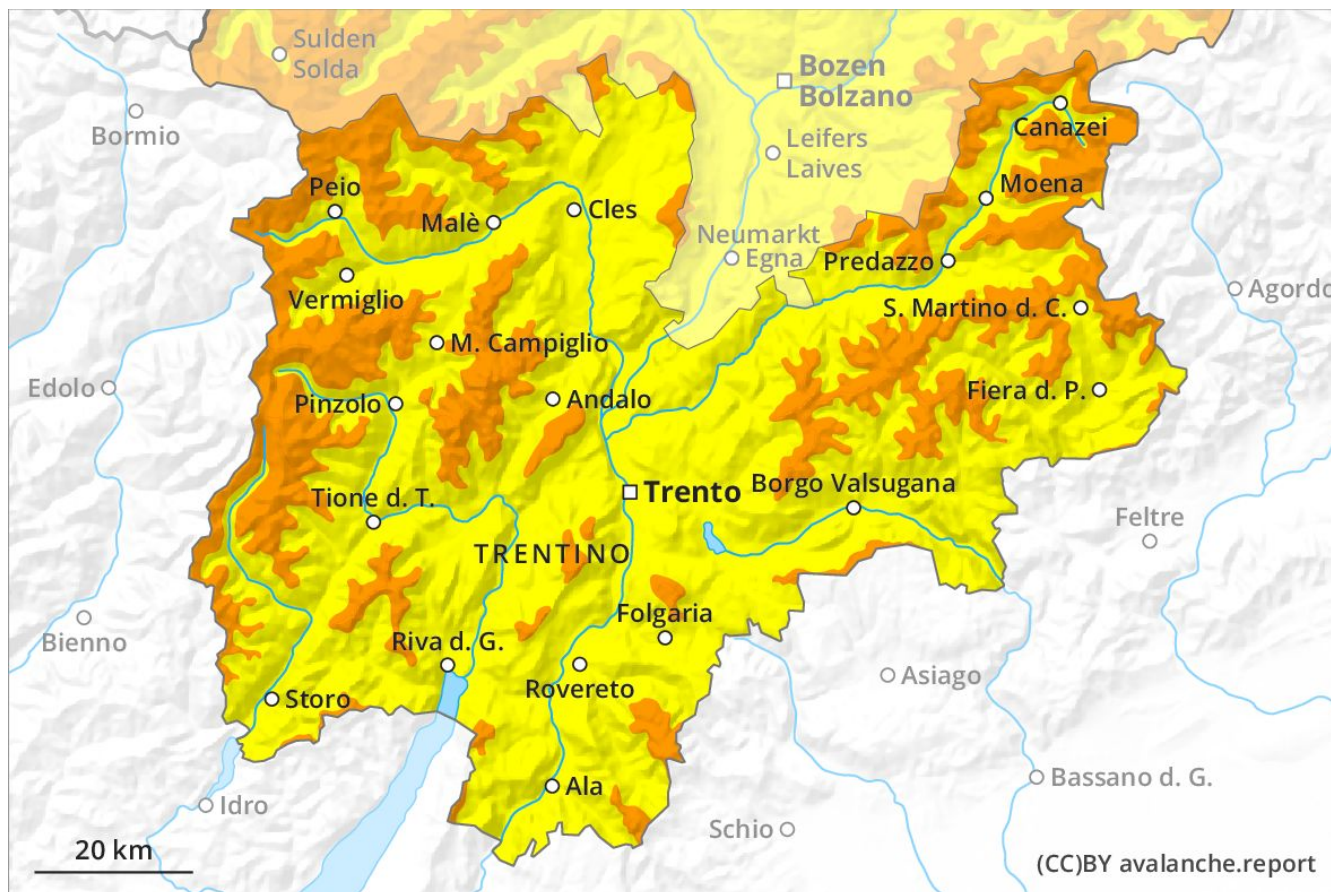 Sulden
Solda
Bozen
Bolzano
Bormio
Canazei
Leifers
Laives
Peio
Moena
Malè
Cles
Neumarkt
Egna
Predazzo
Vermiglio
Agordo
S. Martino d. C.
M. Campiglio
Edolo
Pinzolo
Andalo
Fiera d. P.
Trento
Borgo Valsugana
Tione d. T.
Feltre
TRENTINO
Folgaria
Bienno
Riva d. G.
Asiago
Rovereto
Storo
Bassano d. G.
Ala
Idro
Schio
20 km
(CC)BY avalanche.report